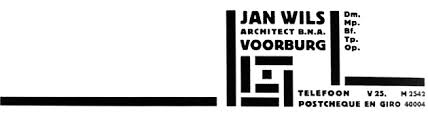 JAN WILS
ARCHITECT B.N.A.
VOORBURG
Dm.
Mp.
Bf.
Tp.
Op.
TELEFOON V 25, M 2542
POSTCHEQUE EN GIRO 40004